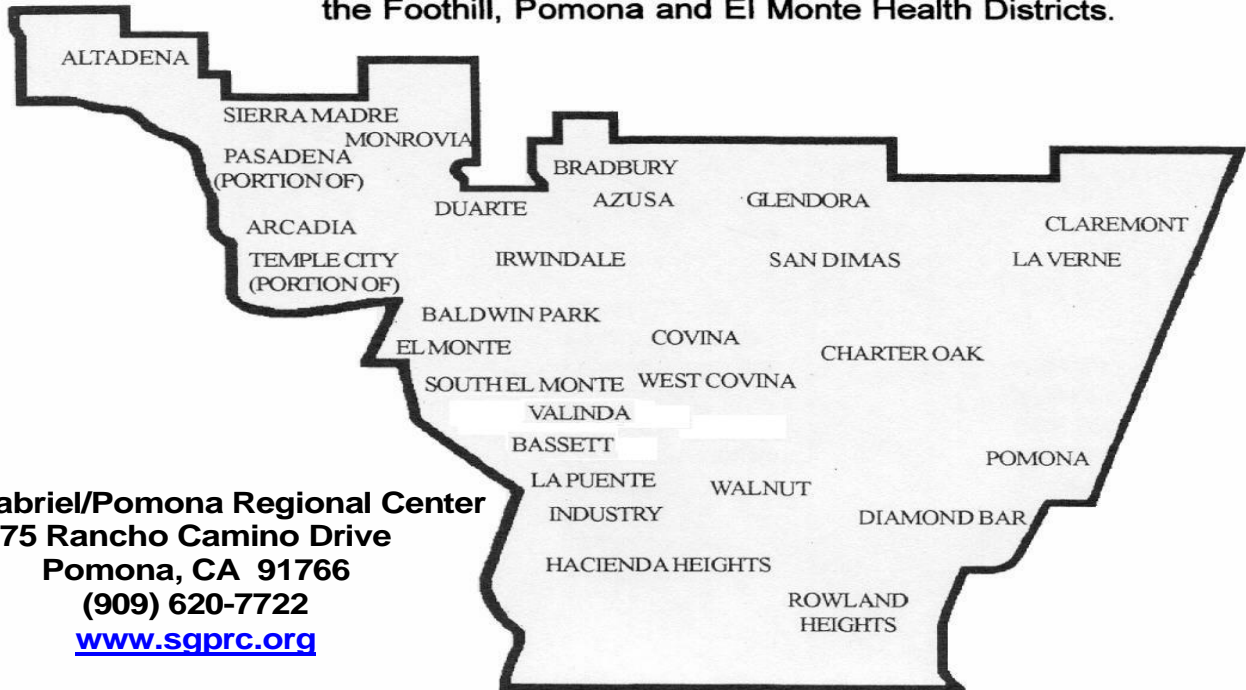 the Foothill, Pomona and El Monte Health Districts.
ALTADENA
SIERRA MADRE
MONROVIA
PASADENA
(PORTION OF)
BRADBURY
DUARTE
AZUSA
GLENDORA
ARCADIA
CLAREMONT
TEMPLE CITY
(PORTION OF)
IRWINDALE
SAN DIMAS
LA VERNE
BALDWIN PARK
EL MONTE
COVINA
CHARTER OAK
SOUTH EL MONTE
WEST COVINA
VALINDA
BASSETT
POMONA
LA PUENTE
WALNUT
INDUSTRY
DIAMOND BAR
HACIENDA HEIGHTS
ROWLAND
HEIGHTS
abriel/Pomona Regional Center
75 Rancho Camino Drive
Pomona, CA 91766
(909) 620-7722
www.sgprc.org